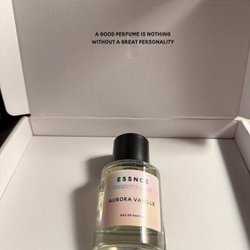 A GOOD PERFUME IS NOTHING
WITHOUT A GREAT PERSONALITY
ESSNCE
AURORA VANILLE
EAU DE PARFUM